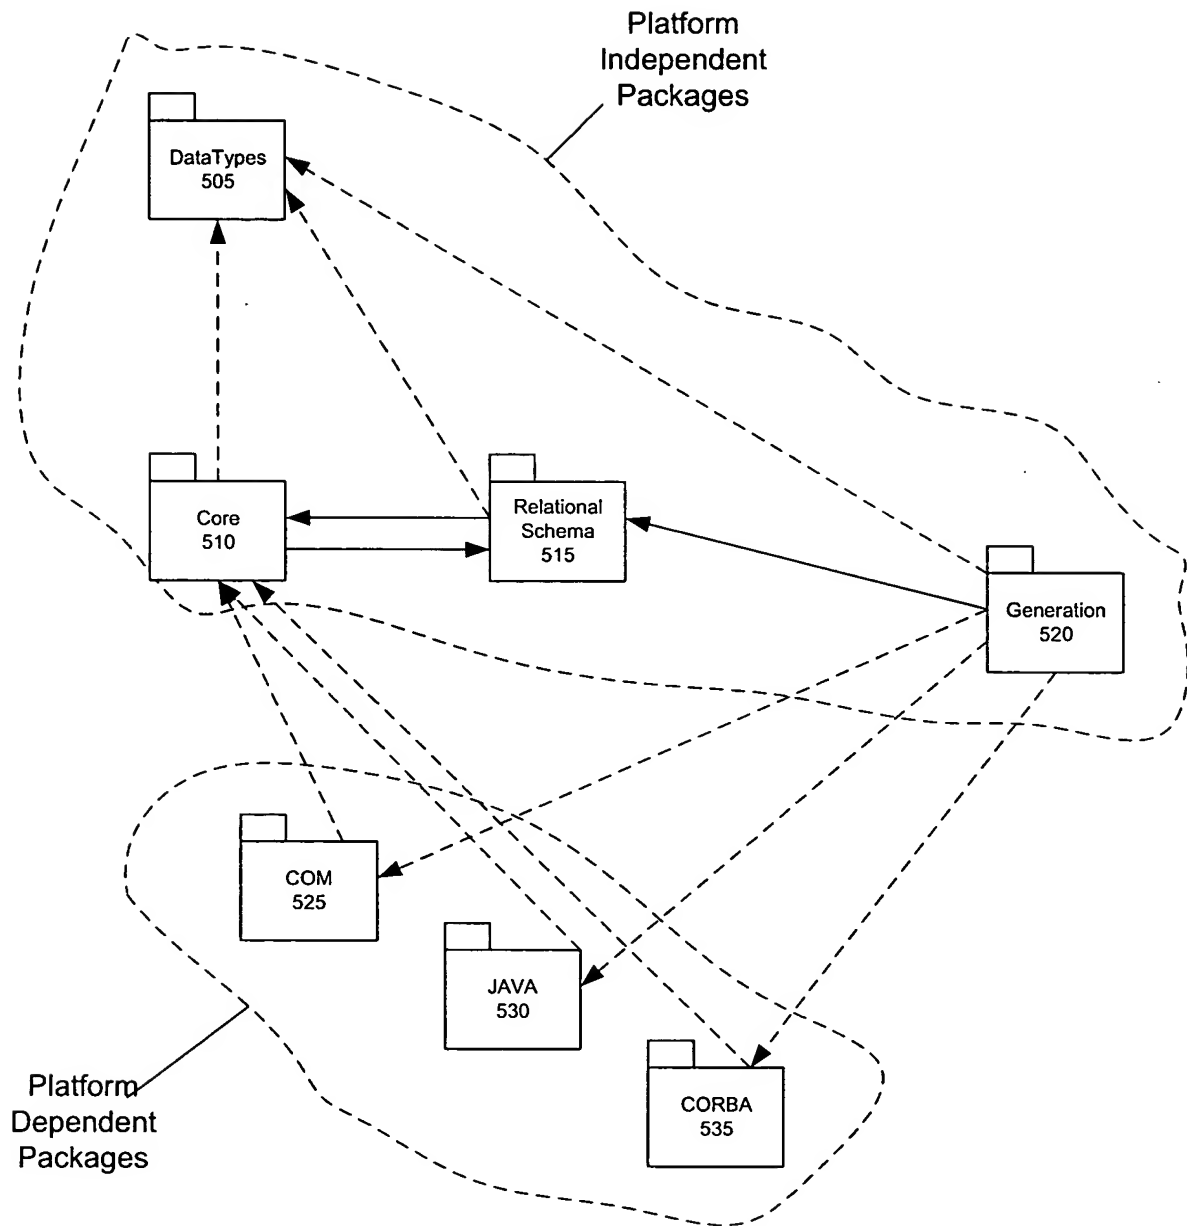 Platform
Independent
Packages
DataTypes
505
Core
510
Relational
Schema
515
Generation
520
COM
525
JAVA
530
CORBA
535
Platform
Dependent
Packages